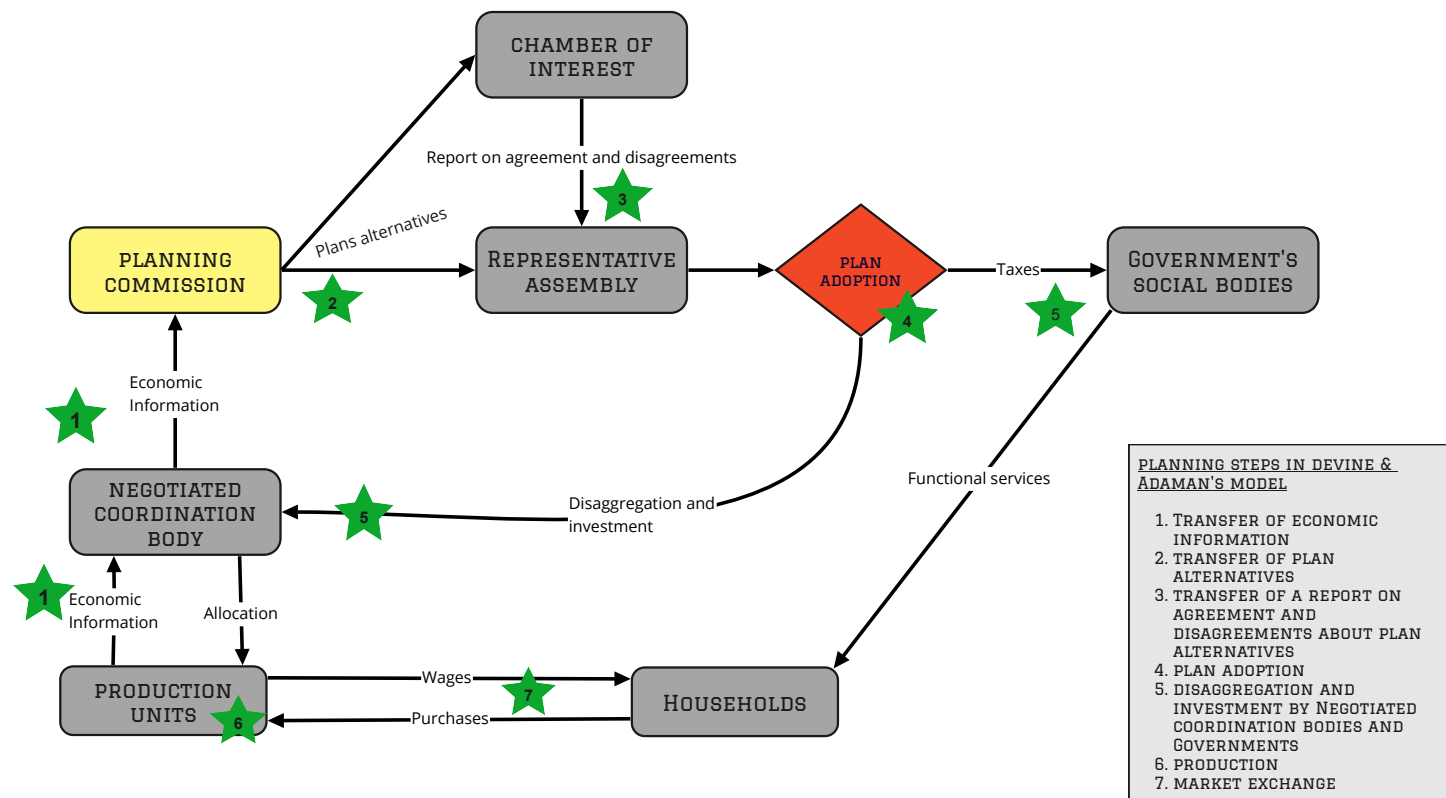 CHAMBER OF
INTEREST
Report on agreement and disagreements
3
Plans alternatives
PLANNING
COMMISSION
2
REPRESENTATIVE
ASSEMBLY
PLAN
ADOPTION
4
Taxes
5
GOVERNMENT'S
SOCIAL BODIES
Economic
Information
1
NEGOTIATED
COORDINATION
BODY
5
Disaggregation and
investment
Functional services
1
Economic
Information
Allocation
PRODUCTION
UNITS
6
Wages
7
Purchases
HOUSEHOLDS
PLANNING STEPS IN DEVINE &
ADAMAN'S MODEL
1. TRANSFER OF ECONOMIC
INFORMATION
2. TRANSFER OF PLAN
ALTERNATIVES
3. TRANSFER OF A REPORT ON
AGREEMENT AND
DISAGREEMENTS ABOUT PLAN
ALTERNATIVES
4. PLAN ADOPTION
5. DISAGGREGATION AND
INVESTMENT BY NEGOTIATED
COORDINATION BODIES AND
GOVERNMENTS
6. PRODUCTION
7. MARKET EXCHANGE